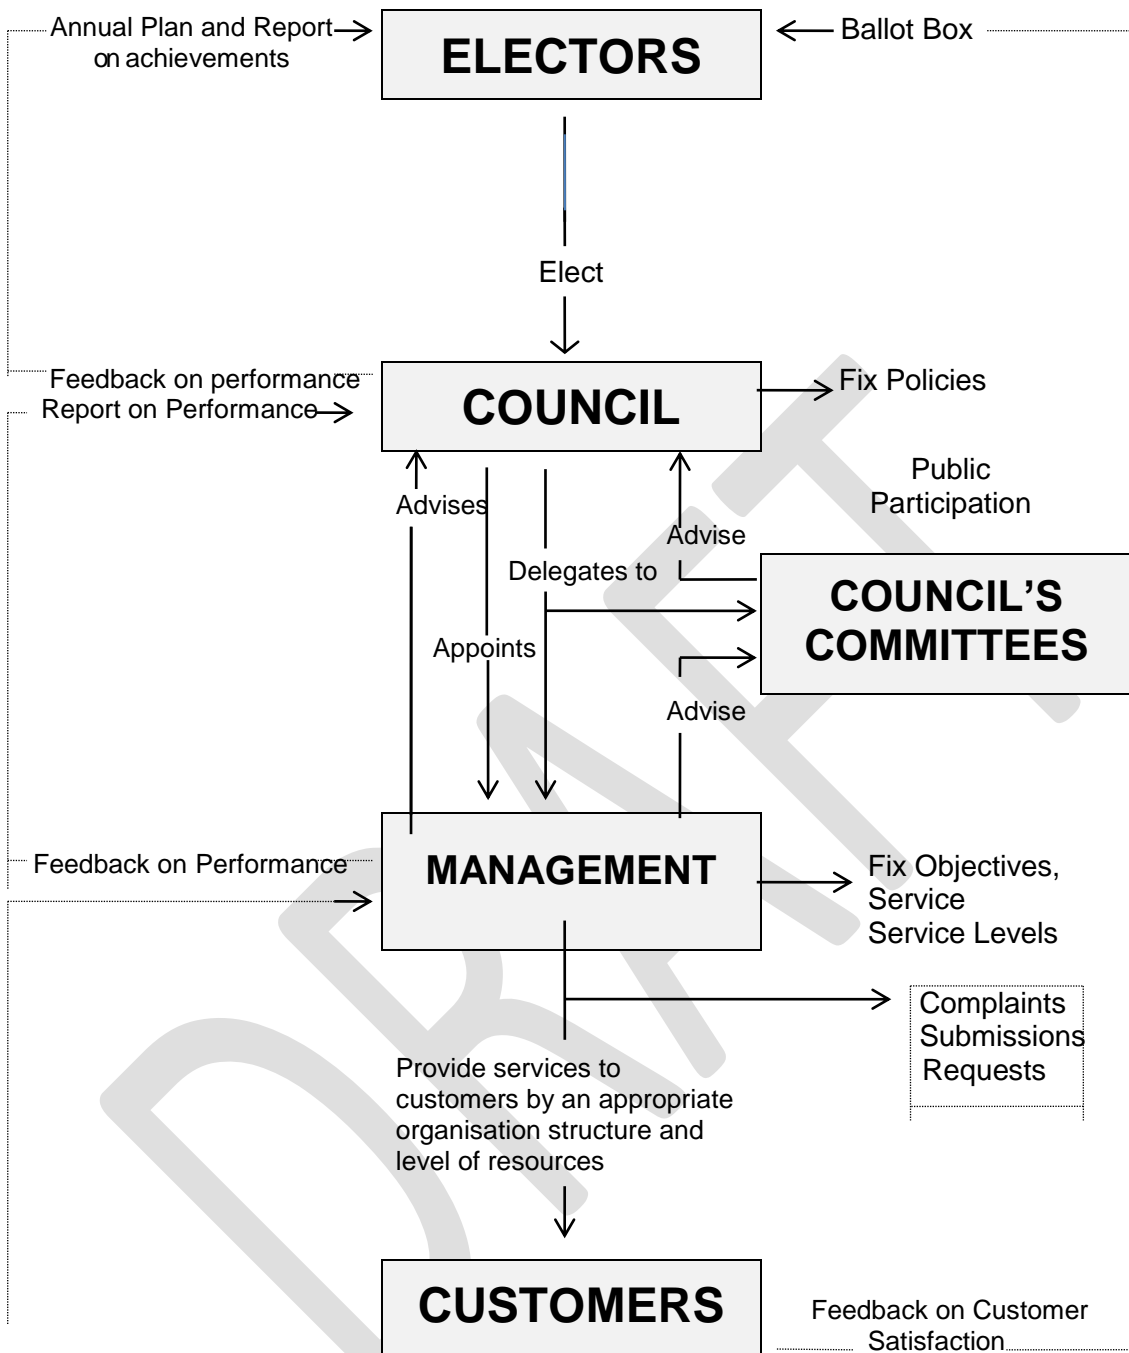 Annual Plan and Report
on achievements
ELECTORS
Ballot Box
Elect
Feedback on performance
Report on Performance
COUNCIL
Fix Policies
Public
Participation
Advises
Advise
Delegates to
COUNCIL'S
COMMITTEES
Appoints
Advise
Feedback on Performance
MANAGEMENT
Fix Objectives,
Service
Service Levels
Complaints
Submissions
Requests
Provide services to
customers by an appropriate
organisation structure and
level of resources
CUSTOMERS
Feedback on Customer
Satisfaction
DRAFT